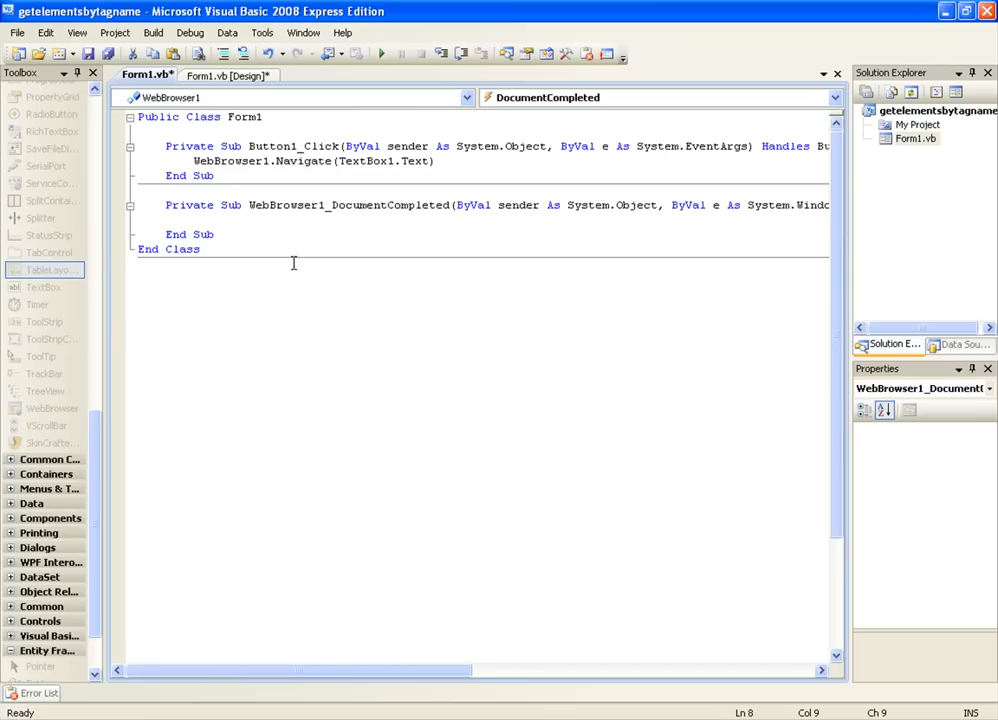 getelementsbytagname - Microsoft Visual Basic 2008 Express Edition
File Edit View Project Build Debug Data Tools Window Help
Toolbox
Form1.vb* Form1.vb [Design]*
Solution Explorer
WebBrowser1 DocumentCompleted
PropertyGrid
RadioButton
RichTextBox
SaveFileDi...
SerialPort
ServiceCo...
SplitContai...
Splitter
StatusStrip
TabControl
TableLayo...
TextBox
Timer
ToolStrip
ToolStripC...
ToolTip
TrackBar
TreeView
WebBrowser
VScrollBar
SkinCrafte...
Common C...
Containers
Menus & T...
Data
Components
Printing
Dialogs
WPF Intero...
DataSet
Object Rel...
Common
Controls
Visual Basi...
Entity Fra...
Pointer
Public Class Form1
Private Sub Button1_Click(ByVal sender As System.Object, ByVal e As System.EventArgs) Handles Bu
WebBrowser1.Navigate(TextBox1.Text)
End Sub
Private Sub WebBrowser1_DocumentCompleted(ByVal sender As System.Object, ByVal e As System.Windo
End Sub
End Class
getelementsbytagname
My Project
Form1.vb
Solution E... Data Sou...
Properties
WebBrowser1_Document(
Error List
Ready Ln 8 Col 9 Ch 9 INS